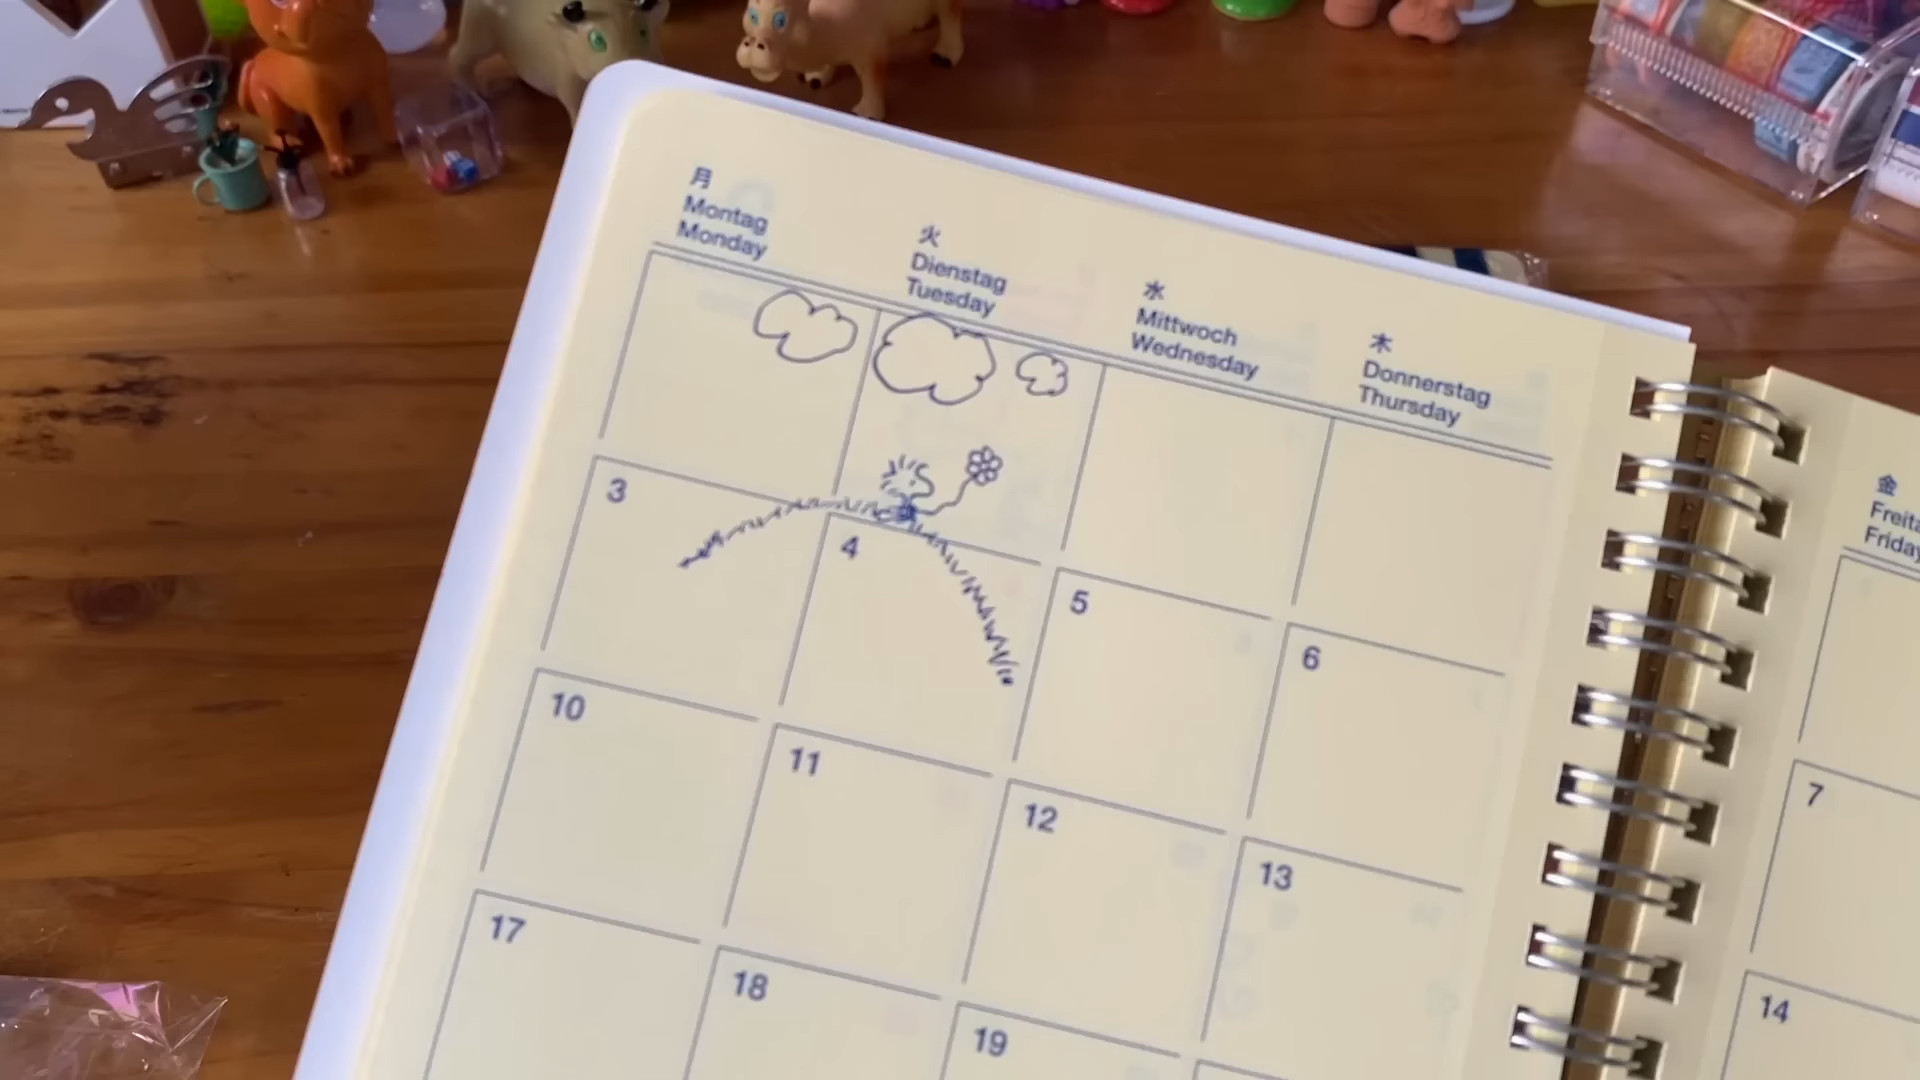 月
Montag
Monday
火
Dienstag
Tuesday
水
Mittwoch
Wednesday
木
Donnerstag
Thursday
金
Friday
3
4
5
6
7
10
11
12
13
14
17
18
19